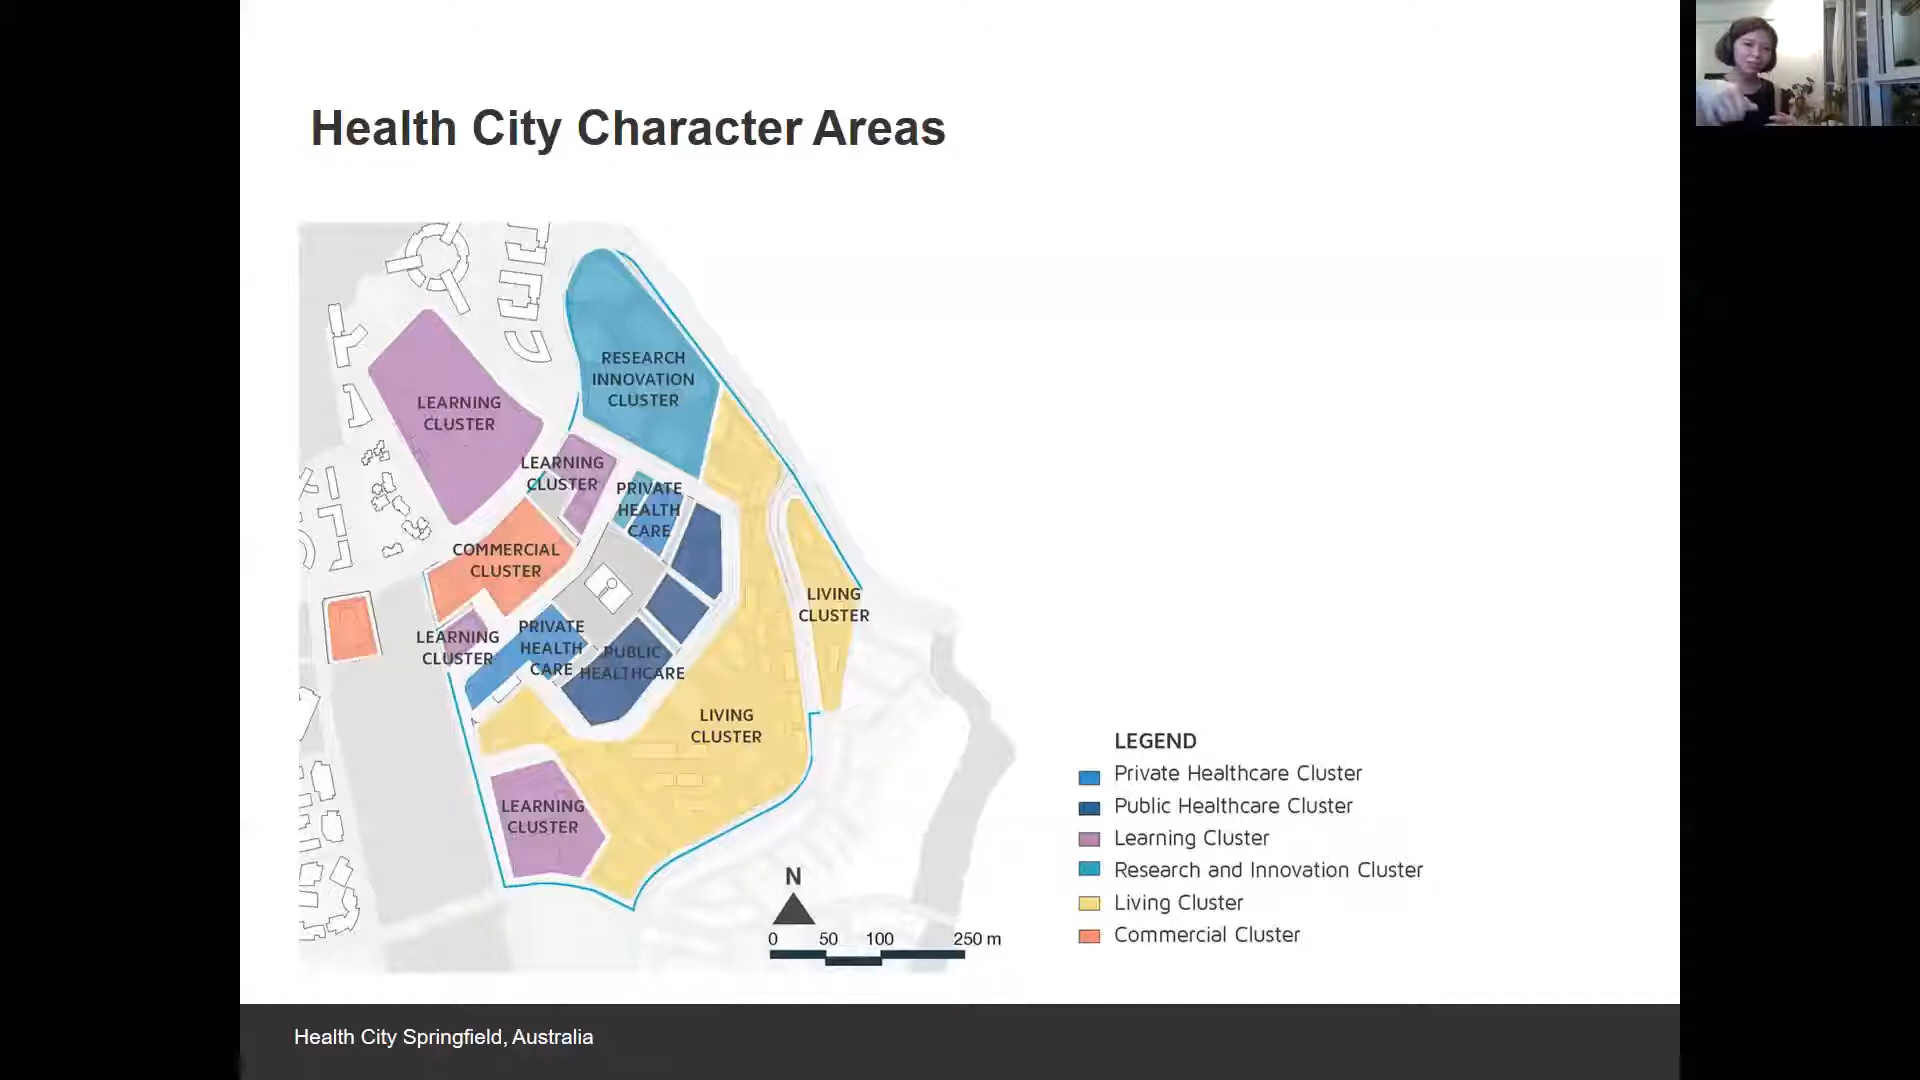 Health City Character Areas
RESEARCH
INNOVATION
CLUSTER
LEARNING
CLUSTER
LEARNING
CLUSTER
PRIVATE
HEALTH
CARE
COMMERCIAL
CLUSTER
LIVING
CLUSTER
LEARNING
CLUSTER
PRIVATE
HEALTH
CARE
PUBLIC
HEALTHCARE
LIVING
CLUSTER
LEARNING
CLUSTER
N
0 50 100 250 m
LEGEND
Private Healthcare Cluster
Public Healthcare Cluster
Learning Cluster
Research and Innovation Cluster
Living Cluster
Commercial Cluster
Health City Springfield, Australia